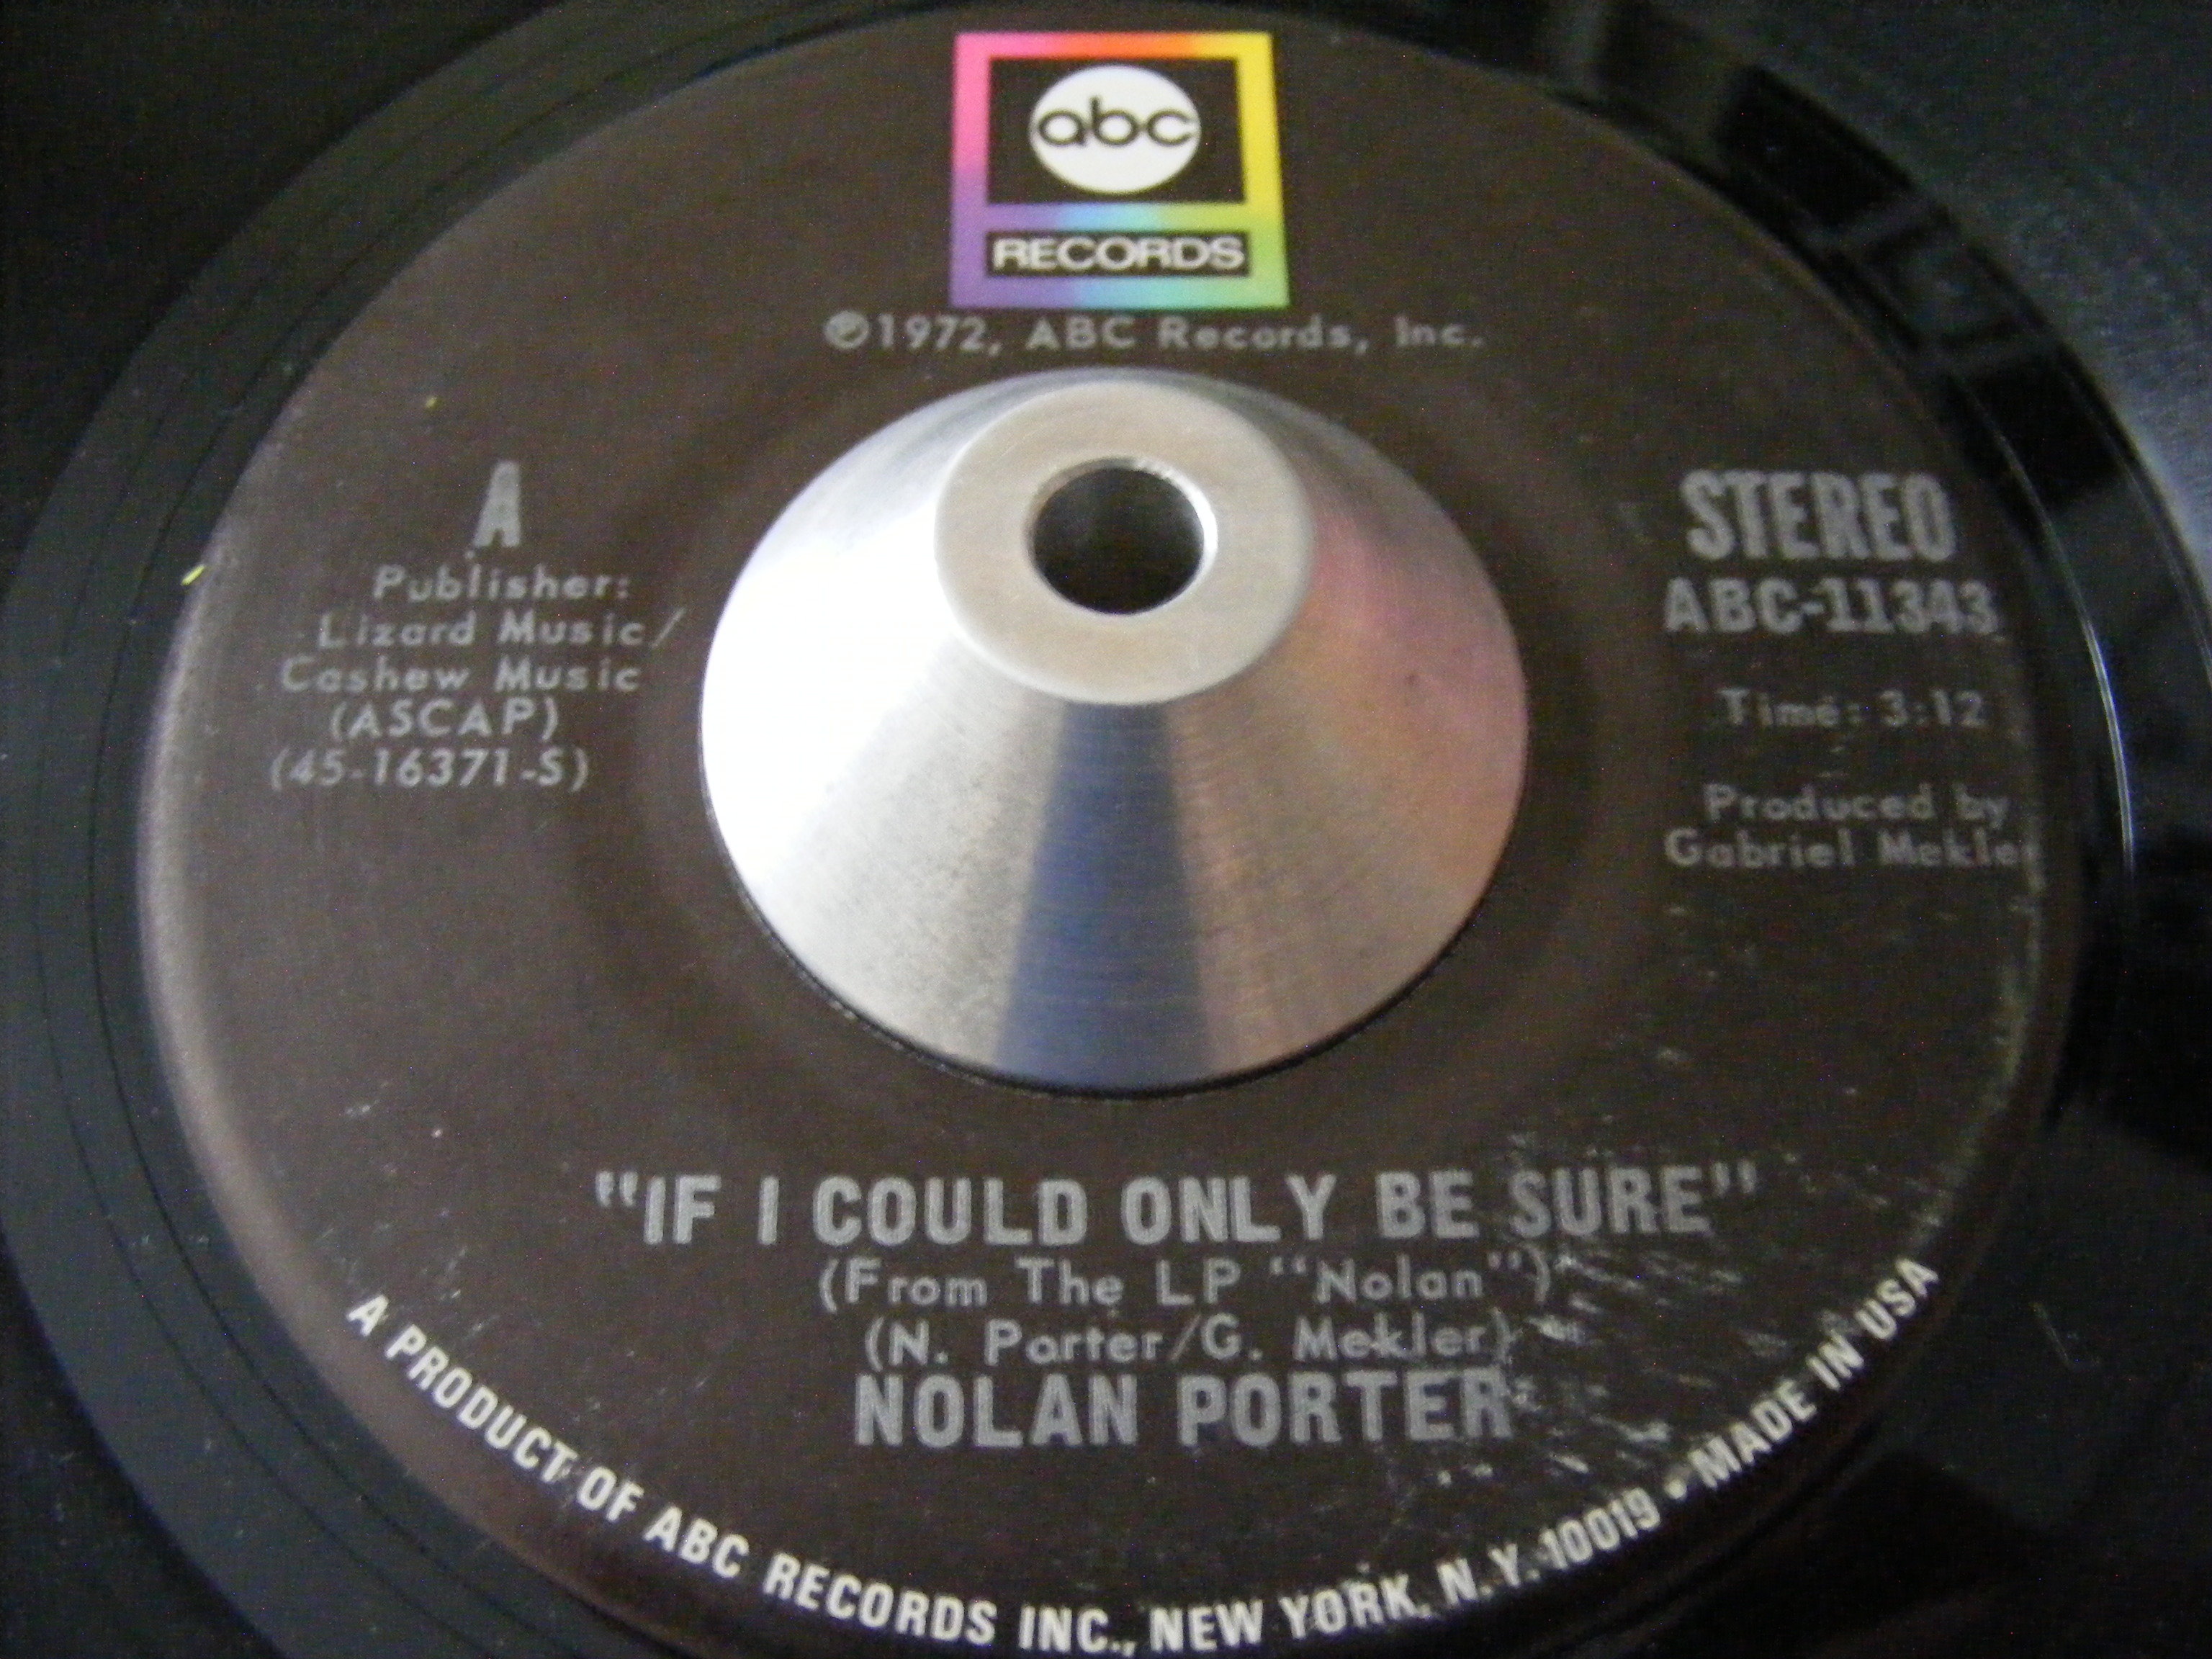 abc
RECORDS
℗1972, ABC Records, Inc.
A
Publisher:
Lizard Music/
Cashew Music
(ASCAP)
(45-16371-S)
STEREO
ABC-11343
Time: 3:12
Produced by
Gabriel Mekler
"IF I COULD ONLY BE SURE"
(From The LP "Nolan")
(N. Porter/G. Mekler)
NOLAN PORTER
A PRODUCT OF ABC RECORDS INC., NEW YORK, N.Y. 10019 • MADE IN USA